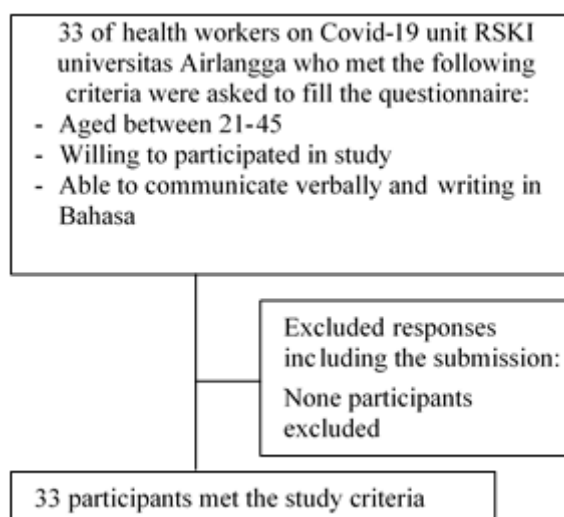 33 of health workers on Covid-19 unit RSKI
universitas Airlangga who met the following
criteria were asked to fill the questionnaire:
- Aged between 21-45
- Willing to participated in study
- Able to communicate verbally and writing in
Bahasa
Excluded responses
including the submission:
None participants
excluded
33 participants met the study criteria